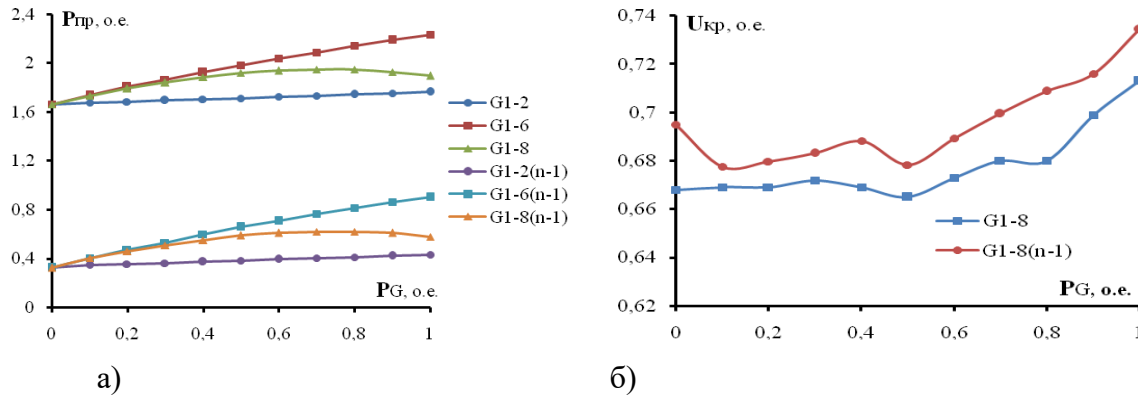 Pпр, о.е.
2,4
2
1,6
1,2
0,8
0,4
0
0 0,2 0,4 0,6 0,8 1
PG, о.е.
G1-2
G1-6
G1-8
G1-2(n-1)
G1-6(n-1)
G1-8(n-1)
а)
Uкр, о.е.
0,74
0,72
0,7
0,68
0,66
0,64
0,62
0 0,2 0,4 0,6 0,8 1
PG, о.е.
G1-8
G1-8(n-1)
б)